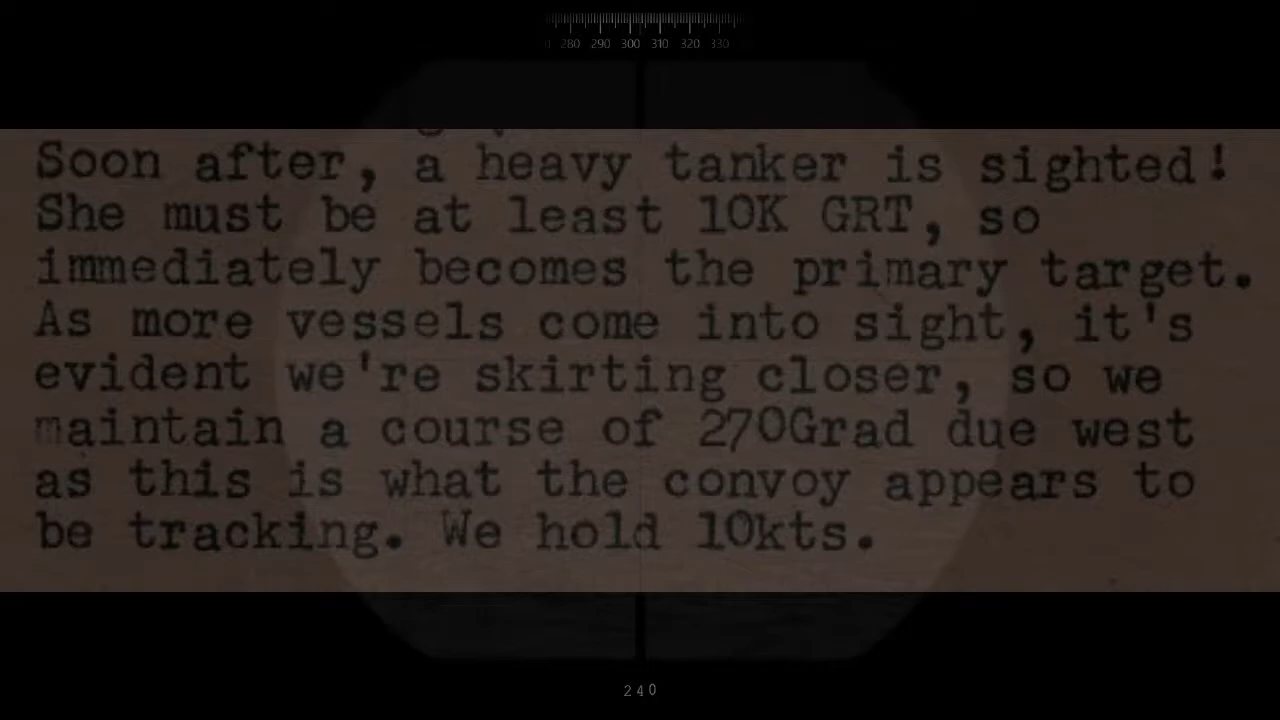 280 290 300 310 320 330
Soon after, a heavy tanker is sighted!
She must be at least 10K GRT, so
immediately becomes the primary target.
As more vessels come into sight, it's
evident we're skirting closer, so we
maintain a course of 270Grad due west
as this is what the convoy appears to
be tracking. We hold 10kts.
240